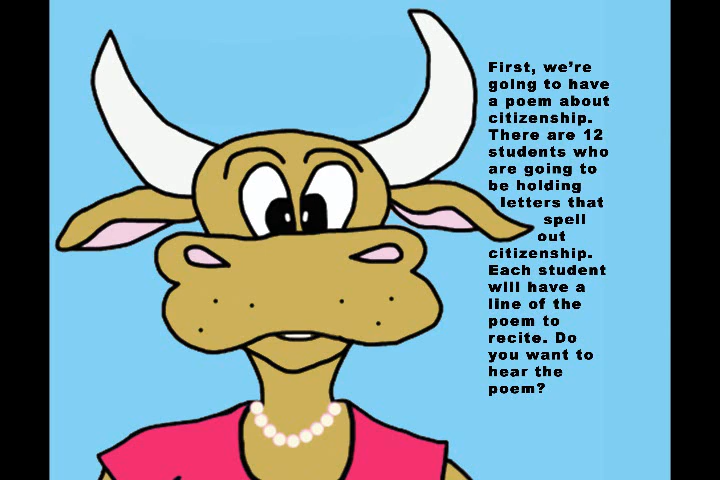 First, we're
going to have
a poem about
citizenship.
There are 12
students who
are going to
be holding
letters that
spell
out
citizenship.
Each student
will have a
line of the
poem to
recite. Do
you want to
hear the
poem?